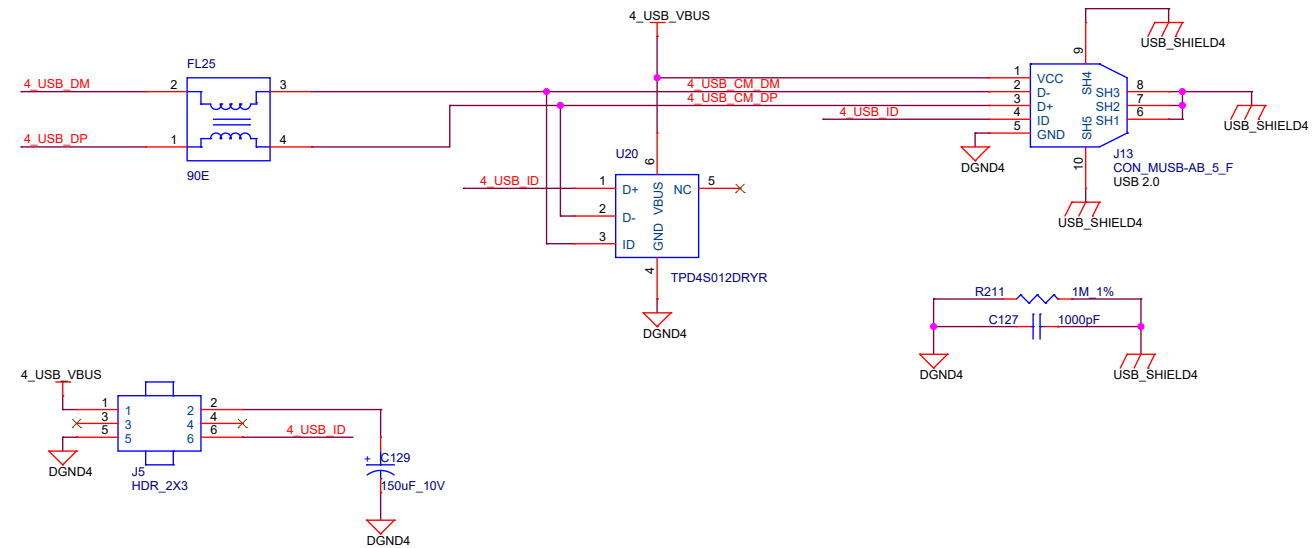 4_USB_VBUS
USB_SHIELD4
9
FL25
4_USB_DM
2
3
4_USB_CM_DM
4_USB_CM_DP
4_USB_ID
1
2
3
4
5
VCC
D-
D+
ID
GND
SH4
SH5
SH3
SH2
SH1
8
7
6
USB_SHIELD4
4_USB_DP
1
4
90E
DGND4
10
J13
CON_MUSB-AB_5_F
USB 2.0
USB_SHIELD4
U20
6
4_USB_ID
1
2
3
D+
D-
ID
VBUS
GND
NC
5
4
TPD4S012DRYR
DGND4
R211
1M_1%
C127
1000pF
DGND4
USB_SHIELD4
4_USB_VBUS
1
3
5
1
3
5
2
4
6
2
4
6
4_USB_ID
DGND4
J5
HDR_2X3
+
C129
150uF_10V
DGND4